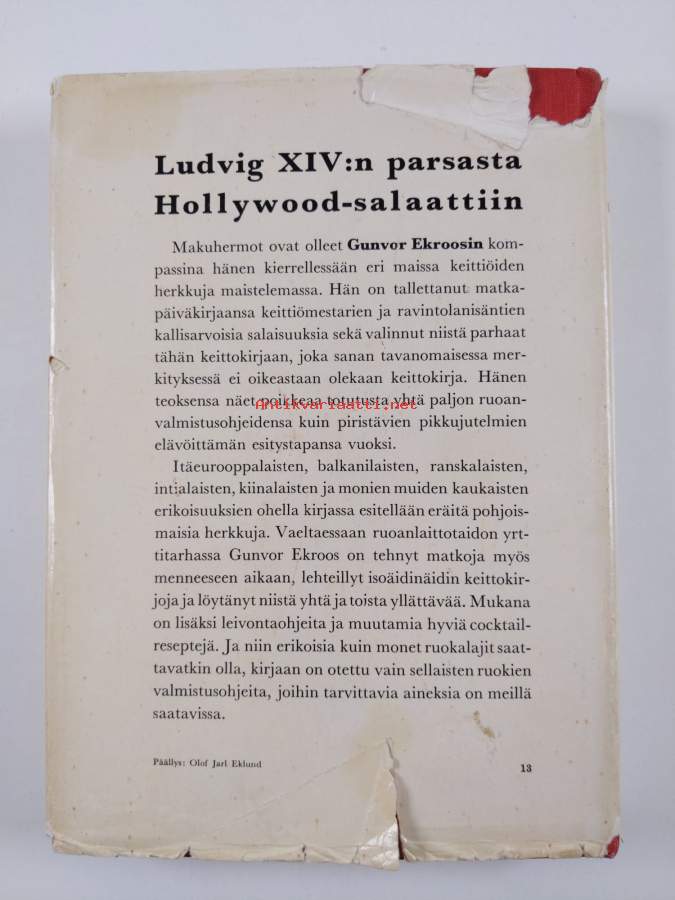 Ludvig XIV:n parsasta
Hollywood-salaattiin
Makuhermot ovat olleet Gunvor Ekroosin kom-
passina hänen kierrellessään eri maissa keittiöiden
herkkuja maistelemassa. Hän on tallettanut matka-
päiväkirjaansa keittiömestarien ja ravintolanisäntien
kallisarvoisia salaisuuksia sekä valinnut niistä parhaat
tähän keittokirjaan, joka sanan tavanomaisessa mer-
kityksessä ei oikeastaan olekaan keittokirja. Hänen
teoksensa näet poikkeaa totutusta yhtä paljon ruoan-
Antikvariaatti.net
valmistusohjeidensa kuin piristävien pikkujutelmien
elävöittämän esitystapansa vuoksi.
Itäeurooppalaisten, balkanilaisten, ranskalaisten,
intialaisten, kiinalaisten ja monien muiden kaukaisten
erikoisuuksien ohella kirjassa esitellään eräitä pohjois-
maisia herkkuja. Vaeltaessaan ruoanlaittotaidon yrt-
titarhassa Gunvor Ekroos on tehnyt matkoja myös
menneeseen aikaan, lehteillyt isoäidinäidin keittokir-
joja ja löytänyt niistä yhtä ja toista yllättävää. Mukana
on lisäksi leivontaohjeita ja muutamia hyviä cocktail-
reseptejä. Ja niin erikoisia kuin monet ruokalajit saat-
tavatkin olla, kirjaan on otettu vain sellaisten ruokien
valmistusohjeita, joihin tarvittavia aineksia on meillä
saatavissa.
Päällys: Olof Jarl Eklund
13